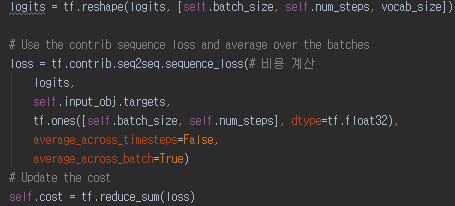 logits = tf.reshape(logits, [self.batch_size, self.num_steps, vocab_size])
# Use the contrib sequence loss and average over the batches
loss = tf.contrib.seq2seq.sequence_loss(# 비용 계산
logits,
self.input_obj.targets,
tf.ones([self.batch_size, self.num_steps], dtype=tf.float32),
average_across_timesteps=False,
average_across_batch=True)
# Update the cost
self.cost = tf.reduce_sum(loss)